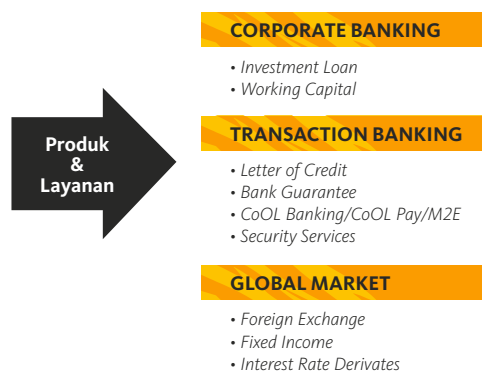 Produk
&
Layanan
CORPORATE BANKING
• Investment Loan
• Working Capital
TRANSACTION BANKING
• Letter of Credit
• Bank Guarantee
• CoOL Banking/CoOL Pay/M2E
• Security Services
GLOBAL MARKET
• Foreign Exchange
• Fixed Income
• Interest Rate Derivates